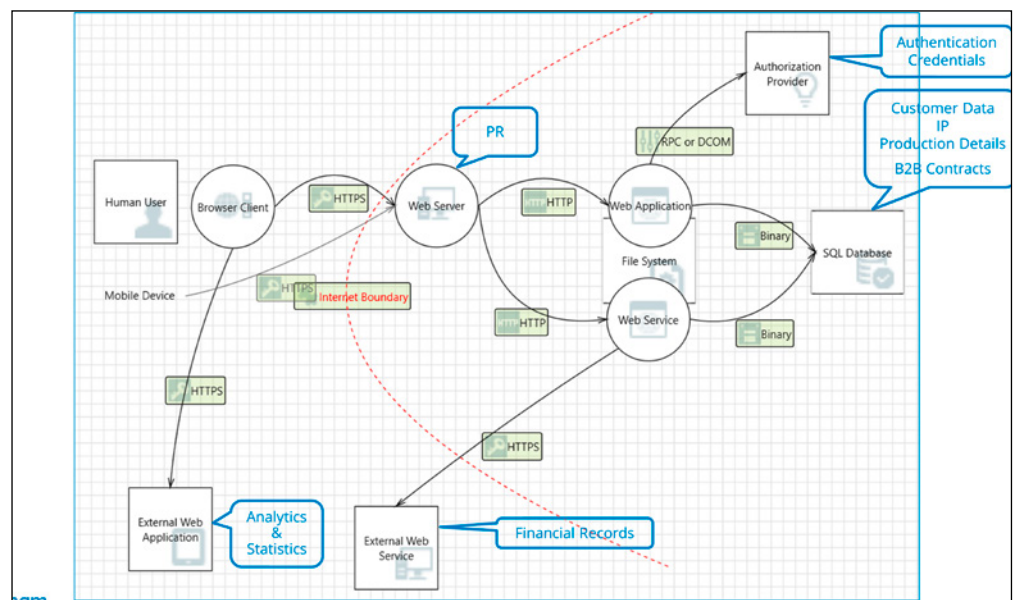 Authentication
Credentials
Authorization
Provider
Customer Data
IP
Production Details
B2B Contracts
PR
RPC or DCOM
Human User
Browser Client
HTTPS
Web Server
HTTP
Web Application
Binary
SQL Database
File System
Mobile Device
HTTPS
Internet Boundary
HTTP
Web Service
Binary
HTTPS
HTTPS
External Web
Application
Analytics
&
Statistics
External Web
Service
Financial Records